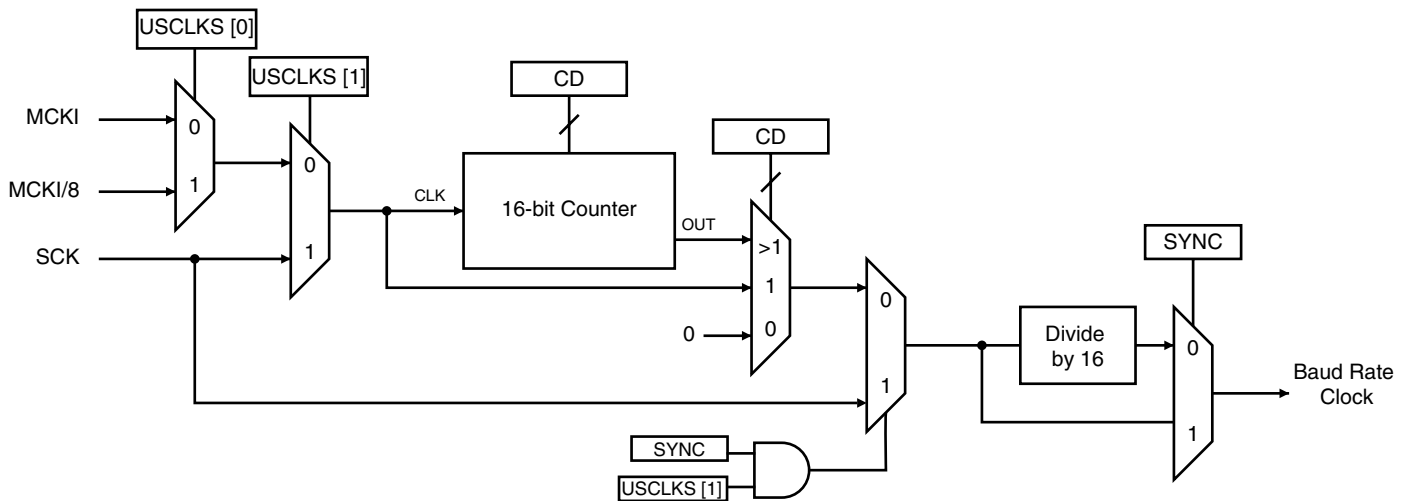 USCLKS [0]
USCLKS [1]
CD
CD
MCKI
0
0
MCKI/8
1
CLK
16-bit Counter
OUT
>1
SYNC
SCK
1
1
0
0
0
Divide
by 16
0
Baud Rate
Clock
1
1
SYNC
USCLKS [1]